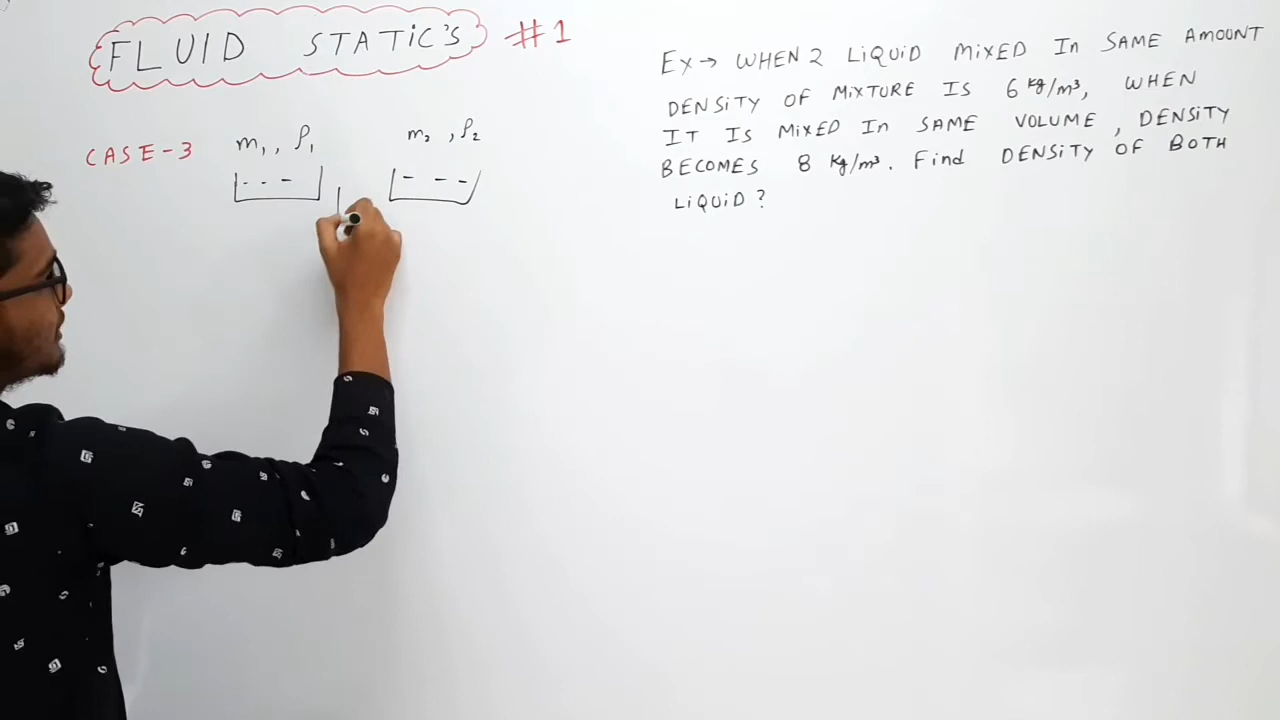 FLUID STATIC'S #1
CASE-3
m₁, ρ₁
m₂, ρ₂
Ex→ WHEN 2 LIQUID MIXED IN SAME AMOUNT
DENSITY OF MIXTURE IS 6 kg/m³, WHEN
IT IS MIXED IN SAME VOLUME, DENSITY
BECOMES 8 kg/m³. Find DENSITY OF BOTH
LIQUID?